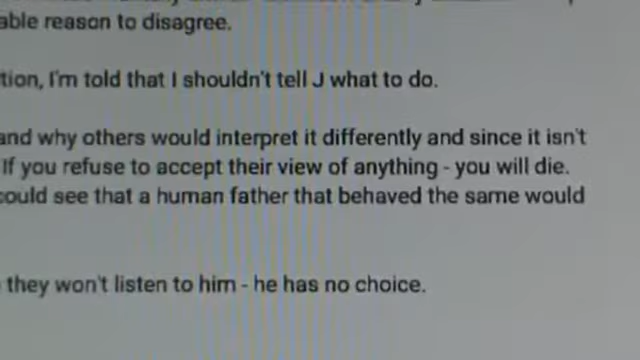 able reason to disagree.
tion, I'm told that I shouldn't tell J what to do.
and why others would interpret it differently and since it isn't
If you refuse to accept their view of anything - you will die.
could see that a human father that behaved the same would
they won't listen to him - he has no choice.